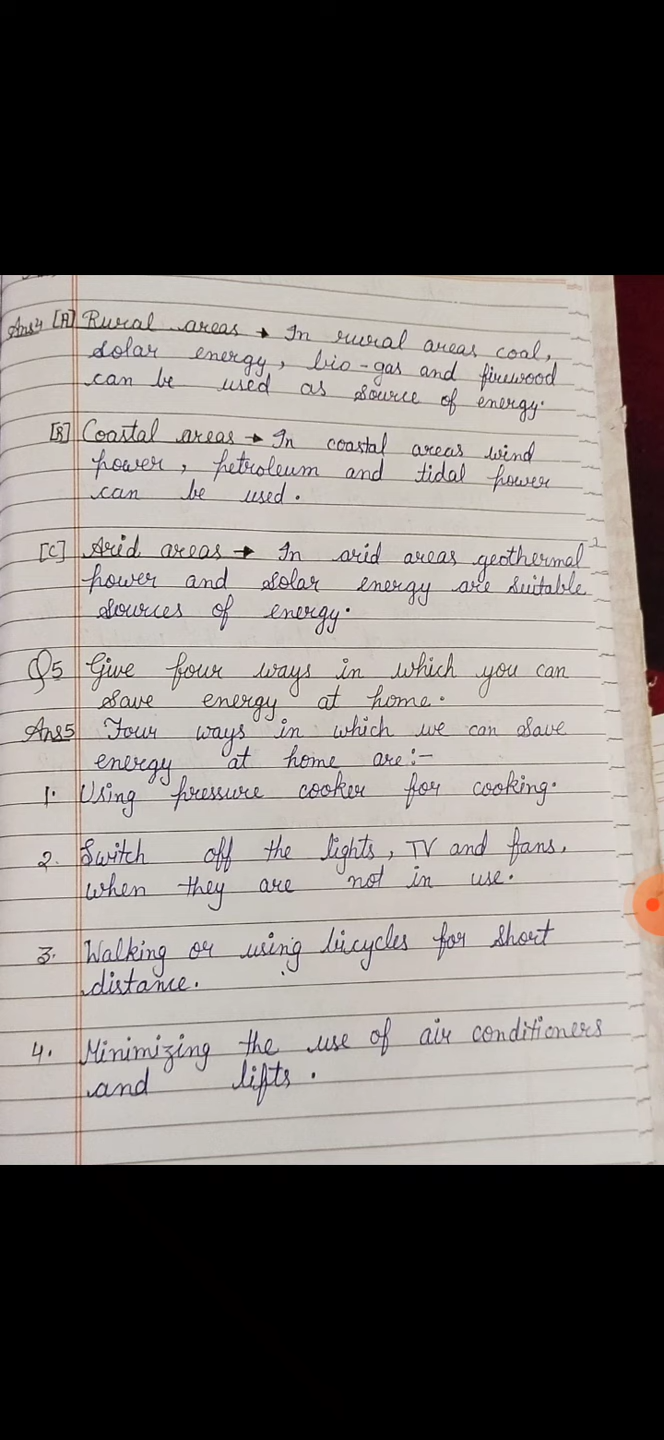 Ans4 [A] Rural areas → In rural areas coal,
solar energy, bio-gas and firewood
can be used as source of energy.
[B] Coastal areas → In coastal areas wind
power, petroleum and tidal power
can be used.
[C] Arid areas → In arid areas geothermal
power and solar energy are suitable
sources of energy.
Q5 Give four ways in which you can
save energy at home.
Ans5 Four ways in which we can save
energy at home are:-
1. Using pressure cooker for cooking.
2. Switch off the lights, TV and fans,
when they are not in use.
3. Walking or using bicycles for short
distance.
4. Minimizing the use of air conditioners
and lifts.